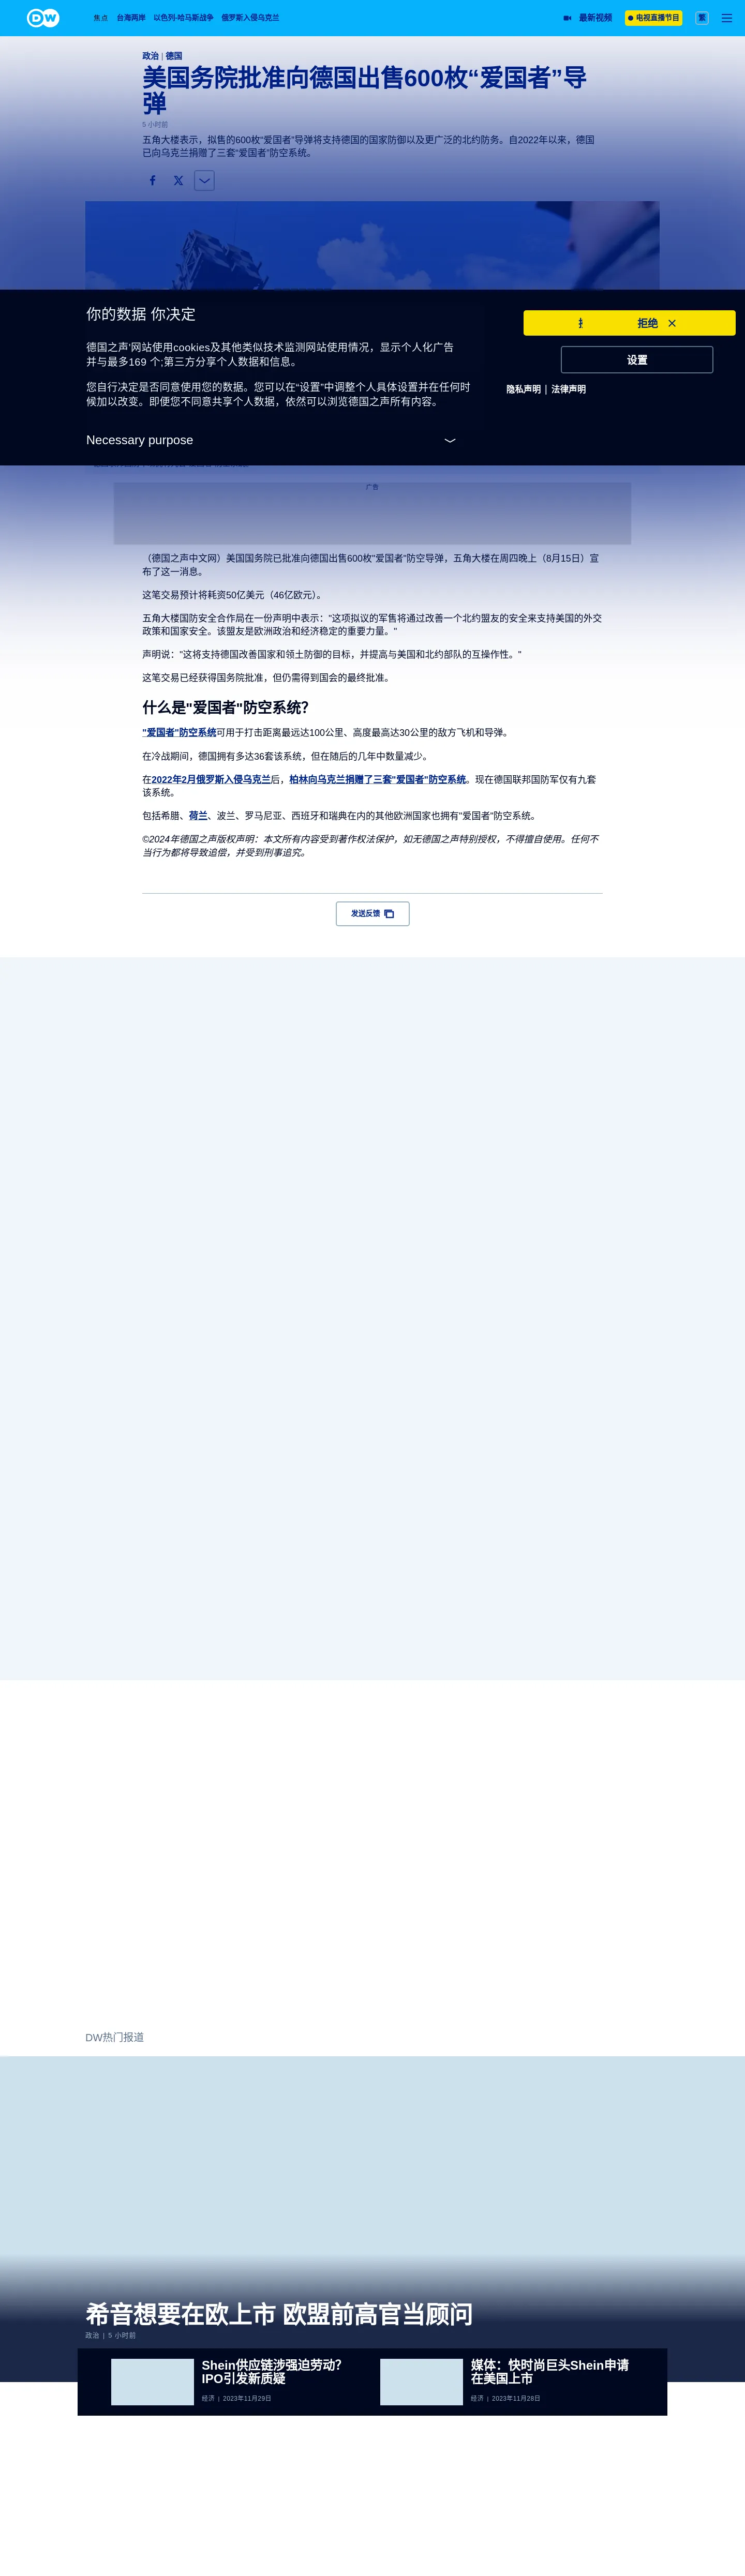 DW
焦点 台海两岸 以色列-哈马斯战争 俄罗斯入侵乌克兰 最新视频 电视直播节目 繁
政治 | 德国
美国务院批准向德国出售600枚“爱国者”导
弹
5 小时前
五角大楼表示，拟售的600枚"爱国者"导弹将支持德国的国家防御以及更广泛的北约防务。自2022年以来，德国
已向乌克兰捐赠了三套“爱国者”防空系统。
你的数据 你决定
德国之声‘网站使用cookies及其他类似技术监测网站使用情况，显示个人化广告
并与最多169 个;第三方分享个人数据和信息。
您自行决定是否同意使用您的数据。您可以在“设置”中调整个人具体设置并在任何时
候加以改变。即便您不同意共享个人数据，依然可以浏览德国之声所有内容。
Necessary purpose
拒绝
设置
隐私声明 | 法律声明
广告
（德国之声中文网）美国国务院已批准向德国出售600枚"爱国者"防空导弹，五角大楼在周四晚上（8月15日）宣
布了这一消息。
这笔交易预计将耗资50亿美元（46亿欧元）。
五角大楼国防安全合作局在一份声明中表示："这项拟议的军售将通过改善一个北约盟友的安全来支持美国的外交
政策和国家安全。该盟友是欧洲政治和经济稳定的重要力量。"
声明说："这将支持德国改善国家和领土防御的目标，并提高与美国和北约部队的互操作性。"
这笔交易已经获得国务院批准，但仍需得到国会的最终批准。
什么是"爱国者"防空系统？
"爱国者"防空系统可用于打击距离最远达100公里、高度最高达30公里的敌方飞机和导弹。
在冷战期间，德国拥有多达36套该系统，但在随后的几年中数量减少。
在2022年2月俄罗斯入侵乌克兰后，柏林向乌克兰捐赠了三套"爱国者"防空系统。现在德国联邦国防军仅有九套
该系统。
包括希腊、荷兰、波兰、罗马尼亚、西班牙和瑞典在内的其他欧洲国家也拥有"爱国者"防空系统。
©2024年德国之声版权声明：本文所有内容受到著作权法保护，如无德国之声特别授权，不得擅自使用。任何不
当行为都将导致追偿，并受到刑事追究。
发送反馈
DW热门报道
希音想要在欧上市 欧盟前高官当顾问
政治 | 5 小时前
Shein供应链涉强迫劳动？
IPO引发新质疑
经济 | 2023年11月29日
媒体：快时尚巨头Shein申请
在美国上市
经济 | 2023年11月28日